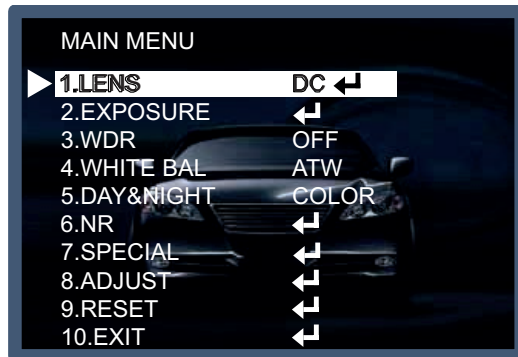 MAIN MENU
1.LENS DC ↵
2.EXPOSURE ↵
3.WDR OFF
4.WHITE BAL ATW
5.DAY&NIGHT COLOR
6.NR ↵
7.SPECIAL ↵
8.ADJUST ↵
9.RESET ↵
10.EXIT ↵